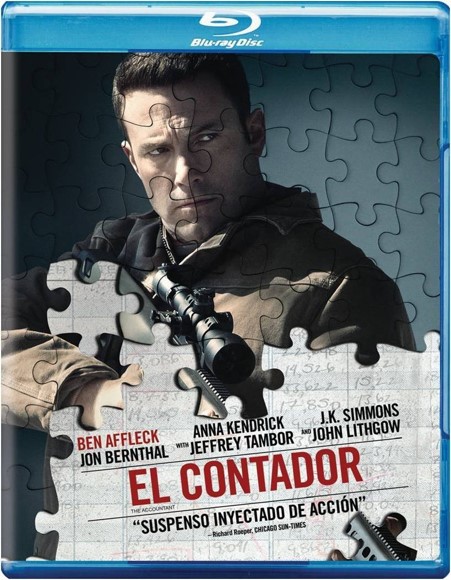 Blu-ray Disc
BEN AFFLECK
JON BERNTHAL
WITH
ANNA KENDRICK
JEFFREY TAMBOR
AND
J.K. SIMMONS
JOHN LITHGOW
EL CONTADOR
THE ACCOUNTANT
“SUSPENSO INYECTADO DE ACCIÓN”
–Richard Roeper, CHICAGO SUN-TIMES